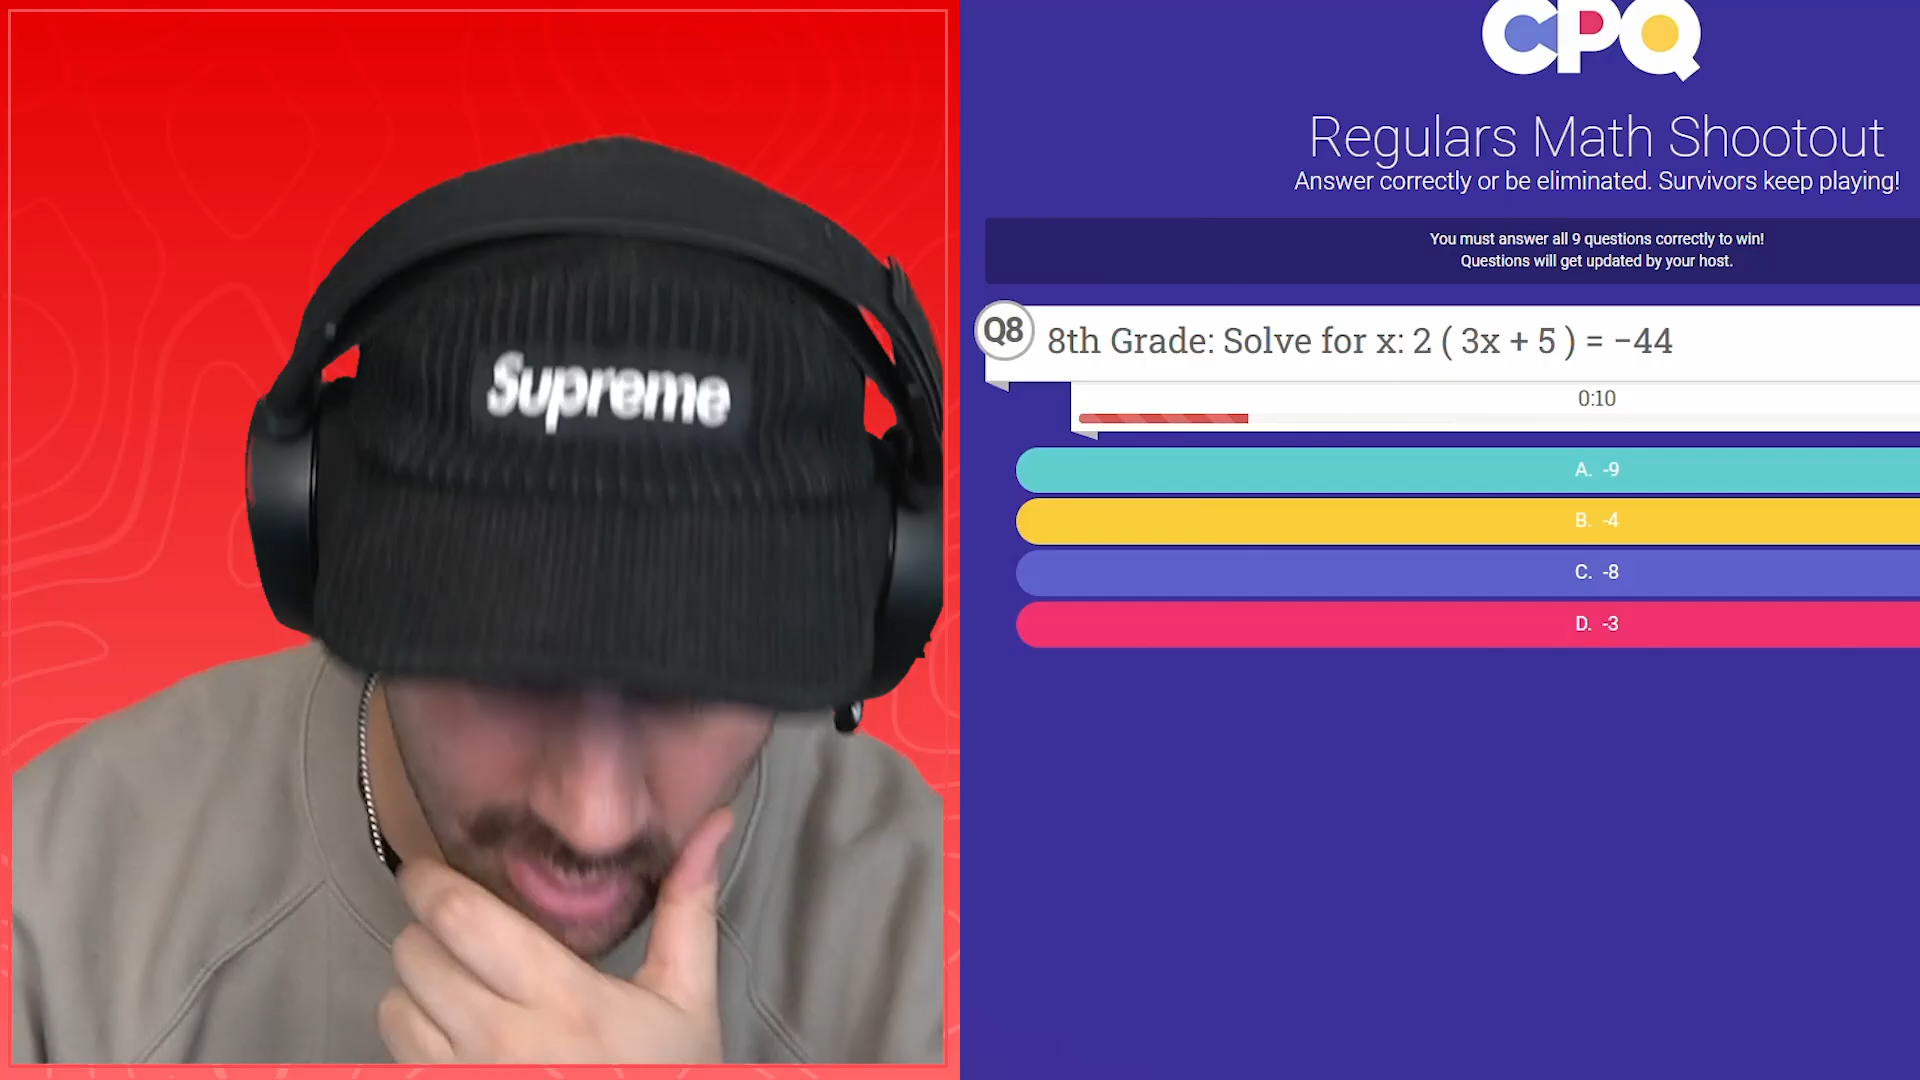 Supreme
CPQ
Regulars Math Shootout
Answer correctly or be eliminated. Survivors keep playing!
You must answer all 9 questions correctly to win!
Questions will get updated by your host.
Q8 8th Grade: Solve for x: 2 ( 3x + 5 ) = −44
0:10
A. -9
B. -4
C. -8
D. -3